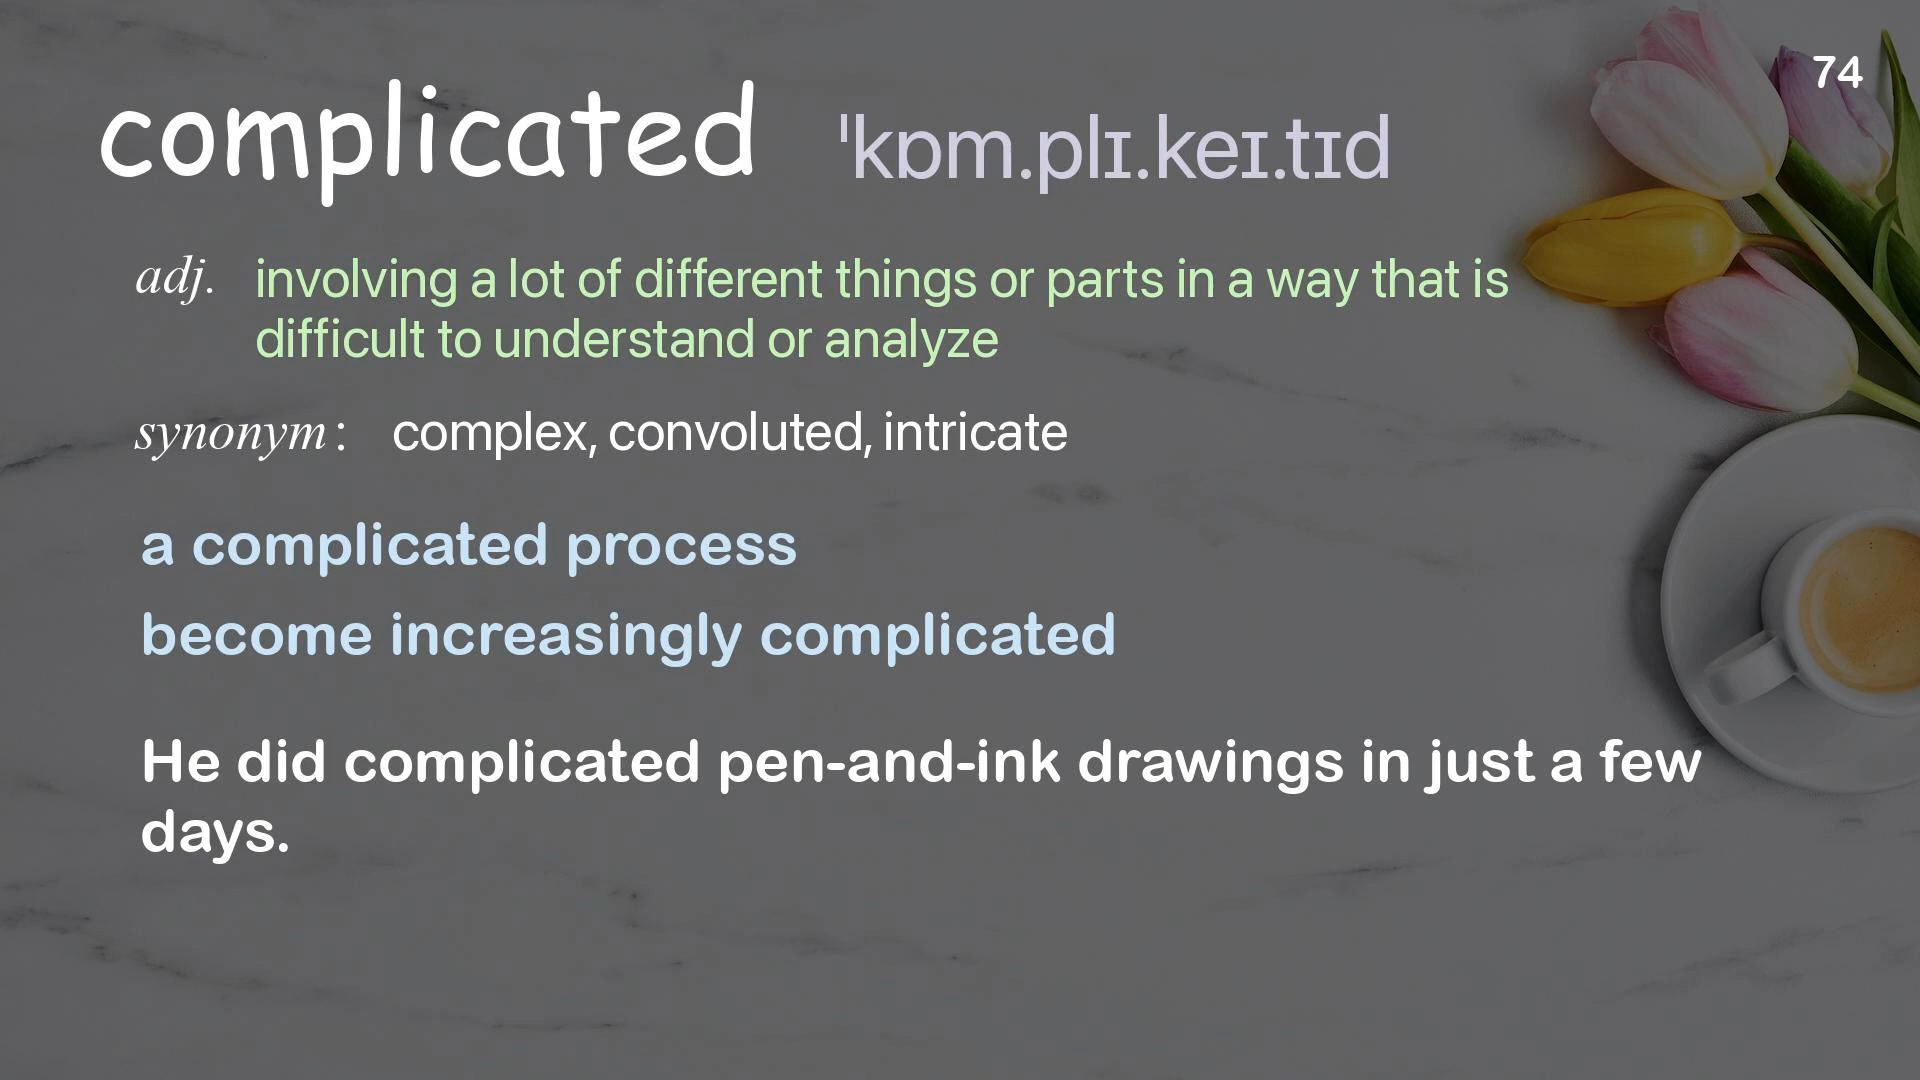 74
complicated ˈkɒm.plɪ.keɪ.tɪd
adj. involving a lot of different things or parts in a way that is
difficult to understand or analyze
synonym : complex, convoluted, intricate
a complicated process
become increasingly complicated
He did complicated pen-and-ink drawings in just a few
days.